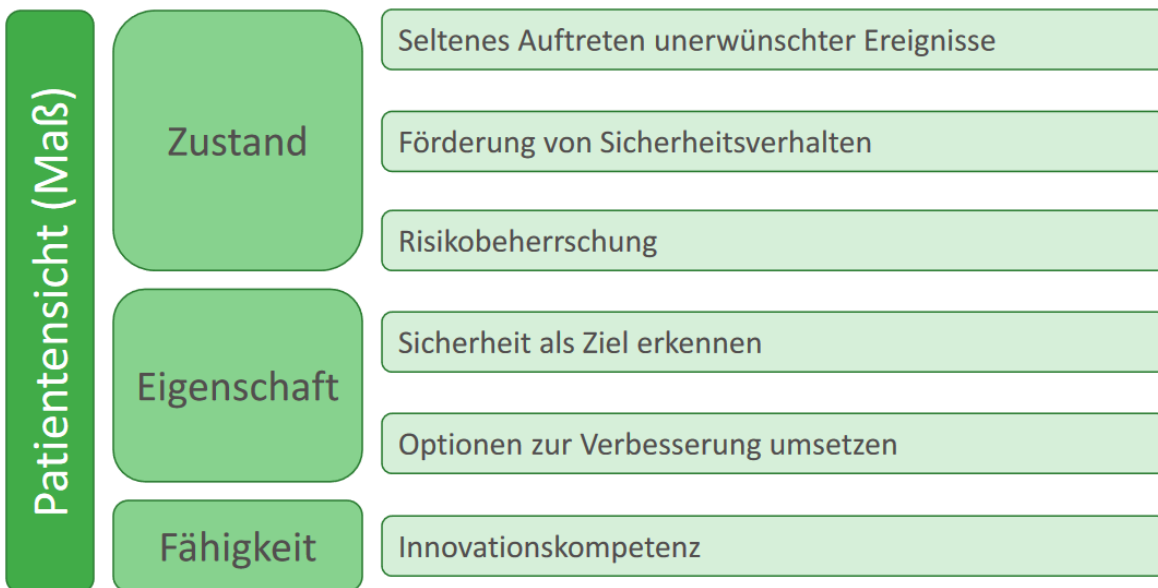 Patientensicht (Maß)
Zustand
Seltenes Auftreten unerwünschter Ereignisse
Förderung von Sicherheitsverhalten
Risikobeherrschung
Eigenschaft
Sicherheit als Ziel erkennen
Optionen zur Verbesserung umsetzen
Fähigkeit
Innovationskompetenz